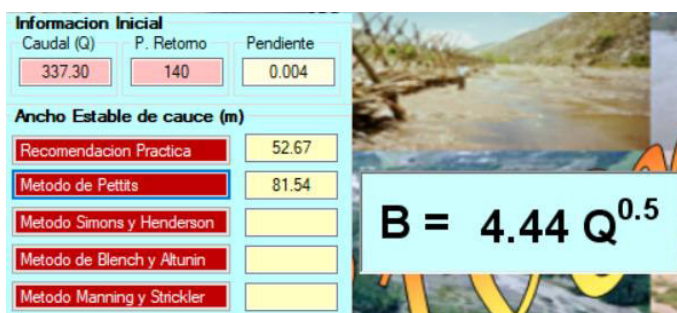 Informacion Inicial
Caudal (Q) P. Retorno Pendiente
337.30 140 0.004
Ancho Estable de cauce (m)
Recomendacion Practica 52.67
Metodo de Pettits 81.54
Metodo Simons y Henderson
Metodo de Blench y Altunin
Metodo Manning y Strickler
B = 4.44 Q^0.5